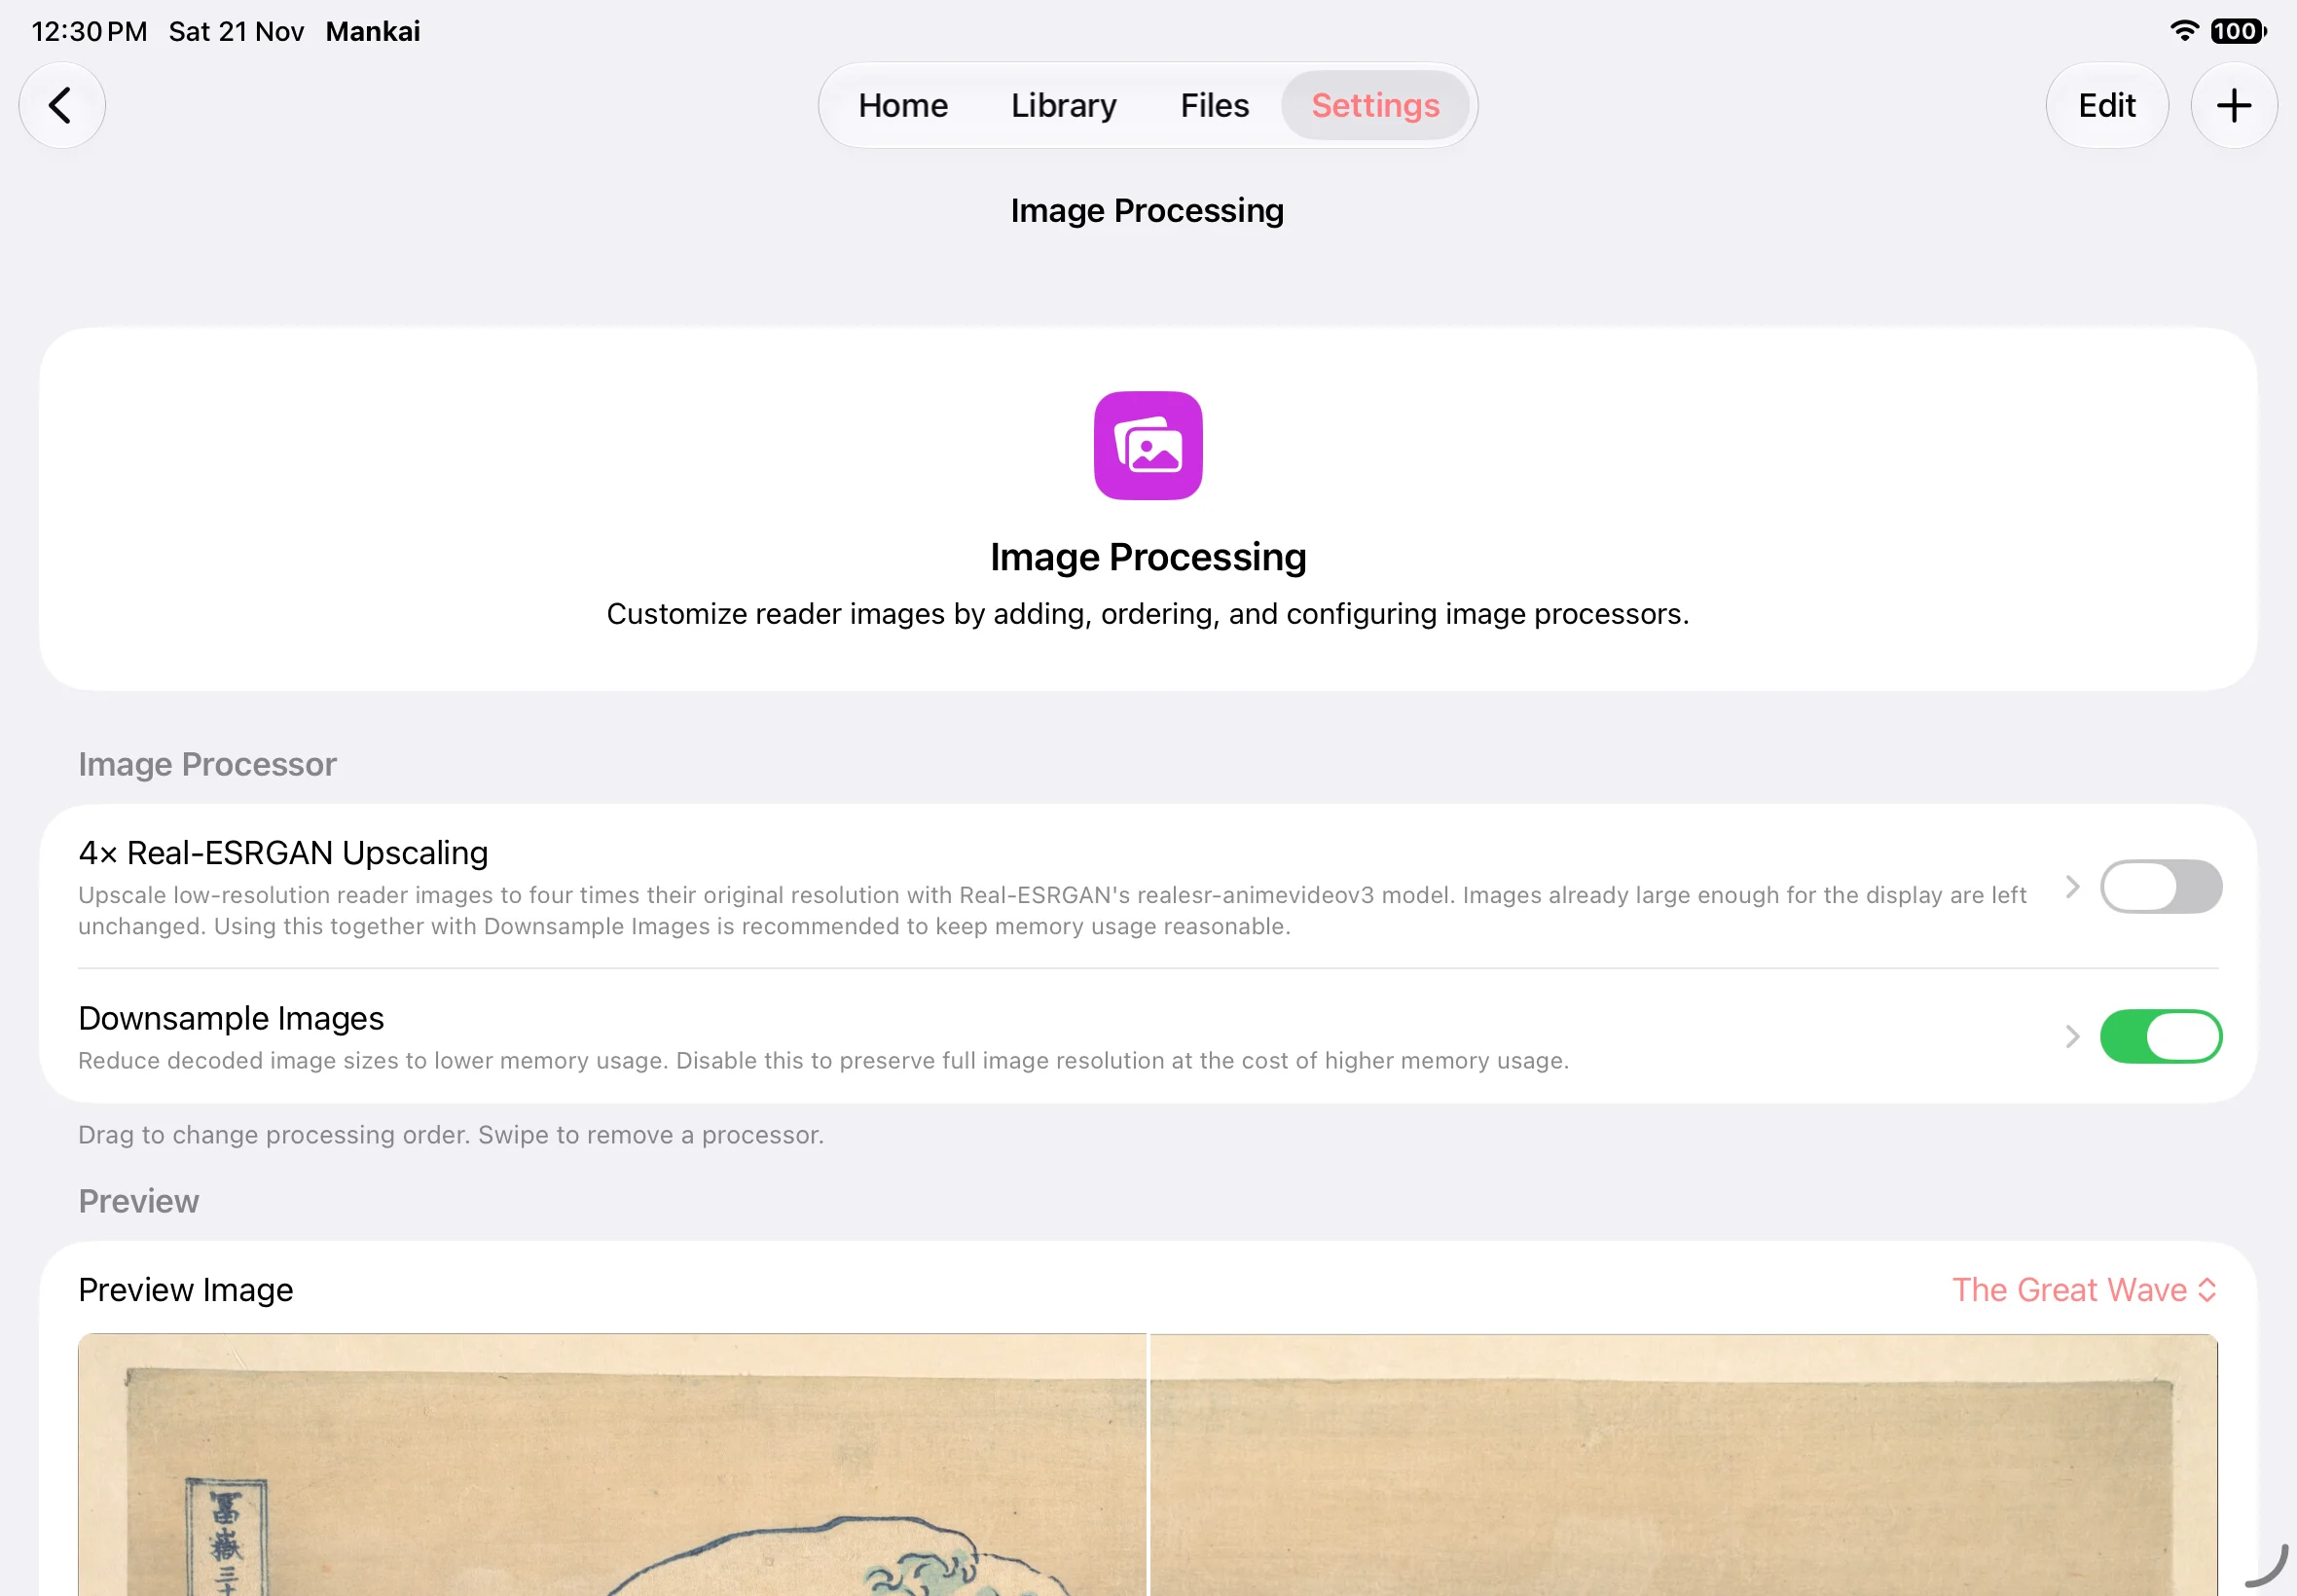 12:30 PM Sat 21 Nov Mankai
100
Home Library Files Settings
Edit
Image Processing
Image Processing
Customize reader images by adding, ordering, and configuring image processors.
Image Processor
4× Real-ESRGAN Upscaling
Upscale low-resolution reader images to four times their original resolution with Real-ESRGAN's realesr-animevideov3 model. Images already large enough for the display are left
unchanged. Using this together with Downsample Images is recommended to keep memory usage reasonable.
Downsample Images
Reduce decoded image sizes to lower memory usage. Disable this to preserve full image resolution at the cost of higher memory usage.
Drag to change processing order. Swipe to remove a processor.
Preview
Preview Image
The Great Wave
冨嶽三十